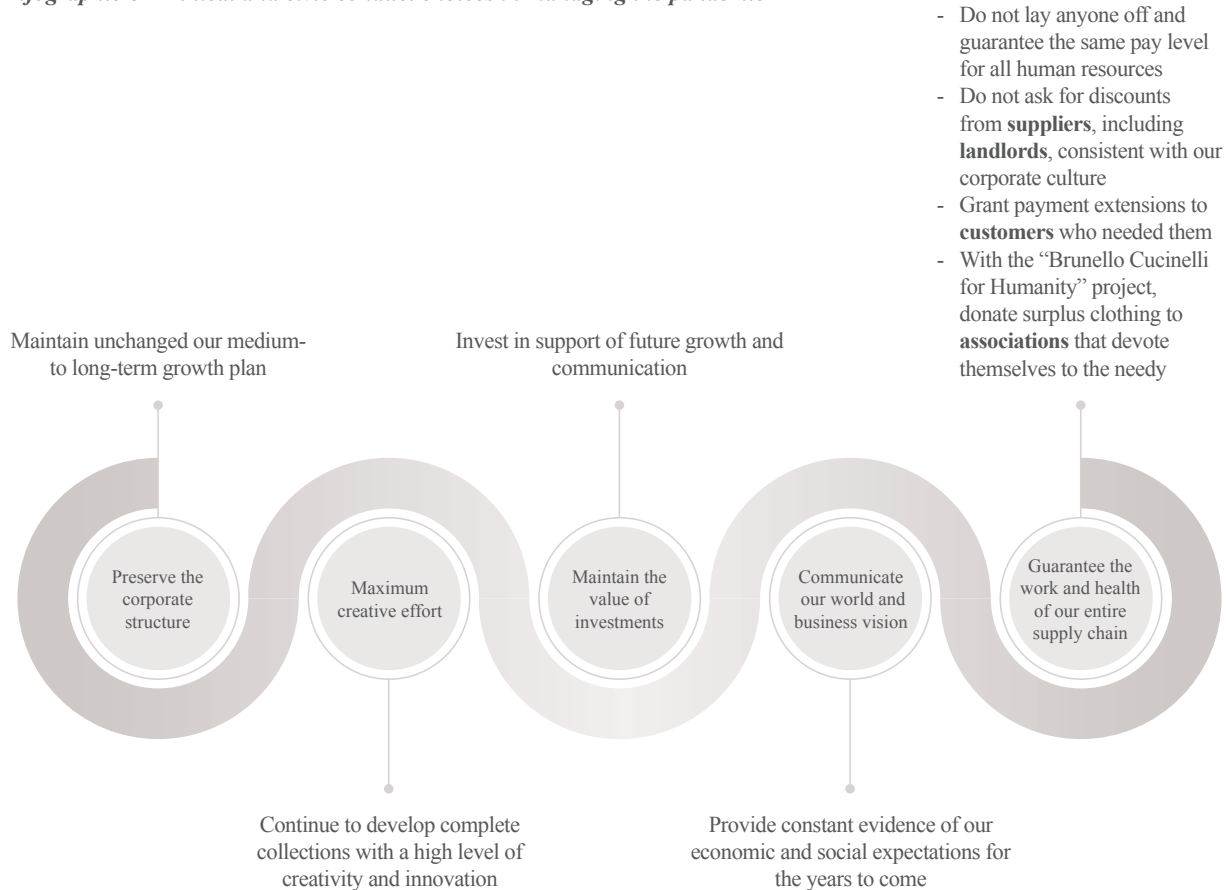 - Do not lay anyone off and
guarantee the same pay level
for all human resources
- Do not ask for discounts
from suppliers, including
landlords, consistent with our
corporate culture
- Grant payment extensions to
customers who needed them
- With the “Brunello Cucinelli
for Humanity” project,
donate surplus clothing to
associations that devote
themselves to the needy
Maintain unchanged our medium-
to long-term growth plan
Invest in support of future growth and
communication
Preserve the
corporate
structure
Maximum
creative effort
Maintain the
value of
investments
Communicate
our world and
business vision
Guarantee the
work and health
of our entire
supply chain
Continue to develop complete
collections with a high level of
creativity and innovation
Provide constant evidence of our
economic and social expectations for
the years to come